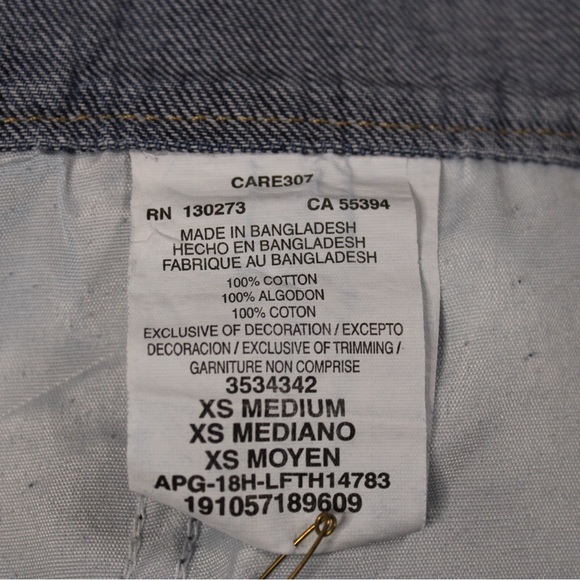 CARE307
RN 130273 CA 55394
MADE IN BANGLADESH
HECHO EN BANGLADESH
FABRIQUE AU BANGLADESH
100% COTTON
100% ALGODON
100% COTON
EXCLUSIVE OF DECORATION / EXCEPTO
DECORACION / EXCLUSIVE OF TRIMMING /
GARNITURE NON COMPRISE
3534342
XS MEDIUM
XS MEDIANO
XS MOYEN
APG-18H-LFTH14783
191057189609